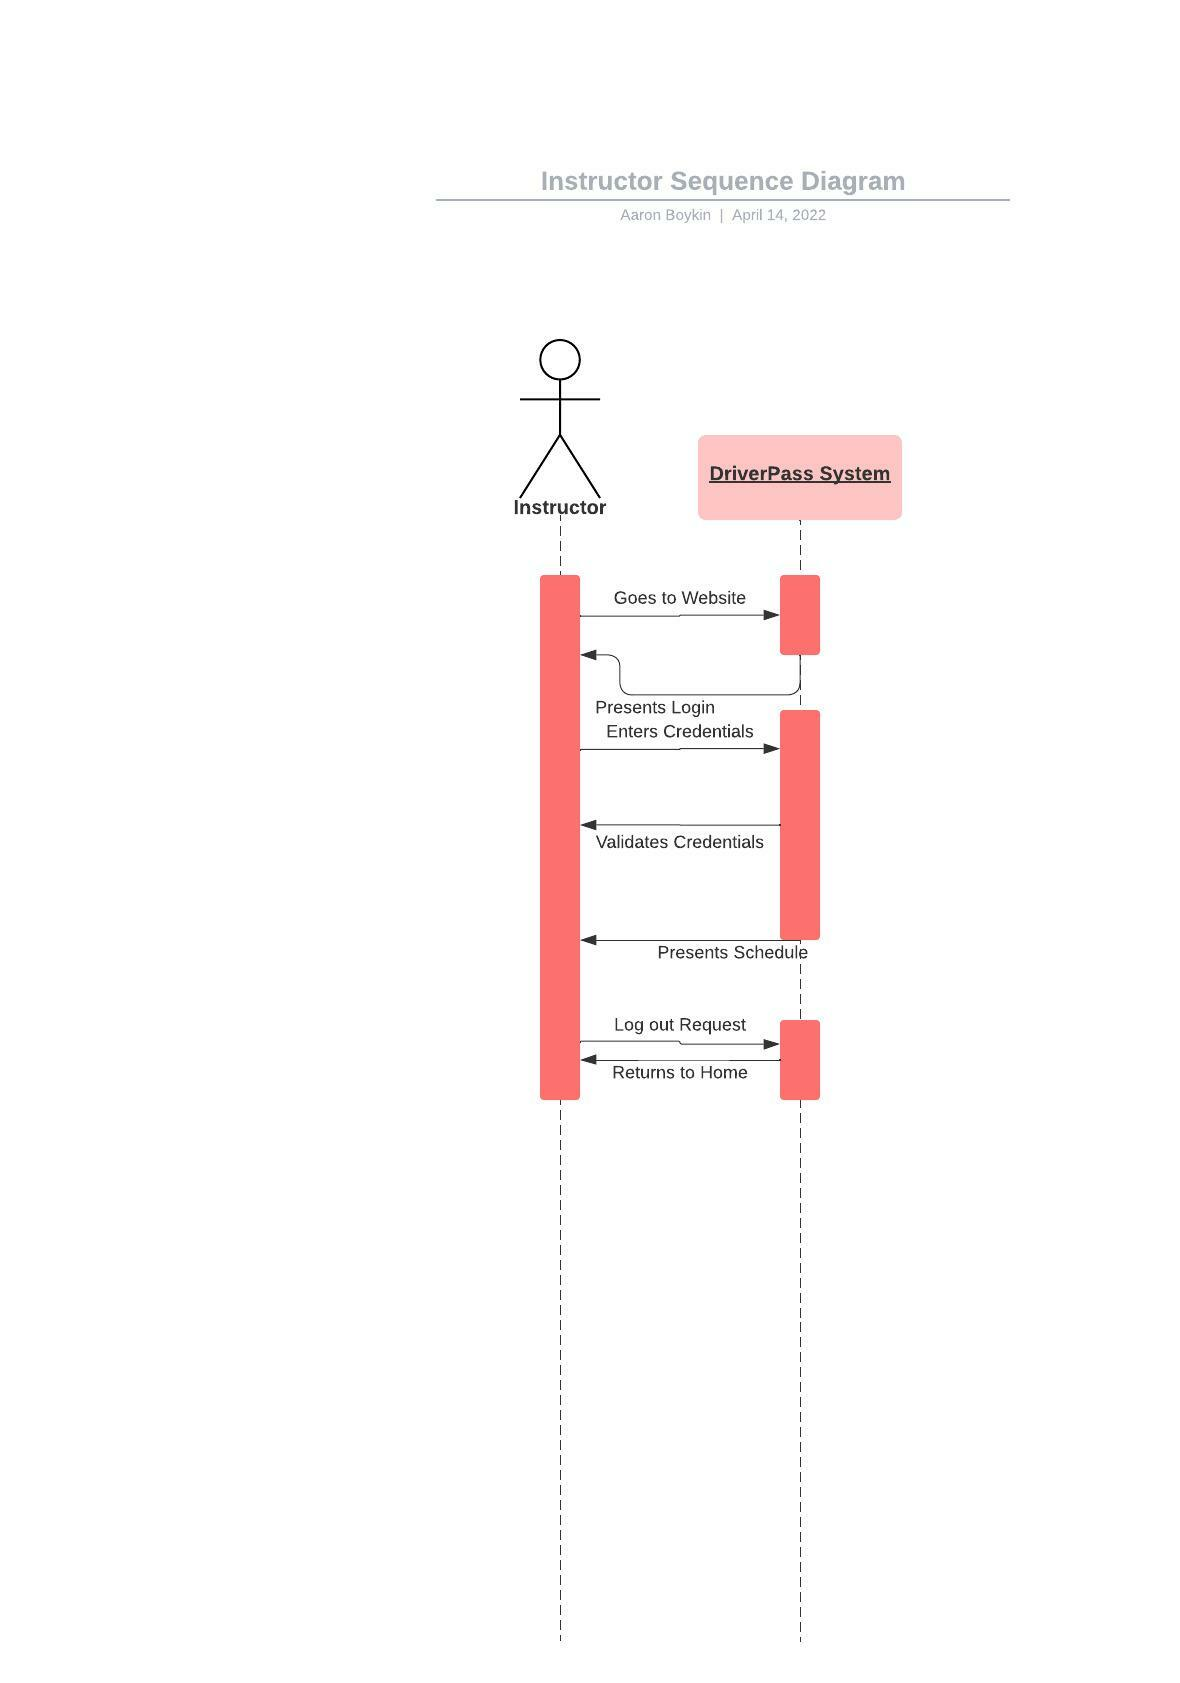 Instructor Sequence Diagram
Aaron Boykin | April 14, 2022
DriverPass System
Instructor
Goes to Website
Presents Login
Enters Credentials
Validates Credentials
Presents Schedule
Log out Request
Returns to Home